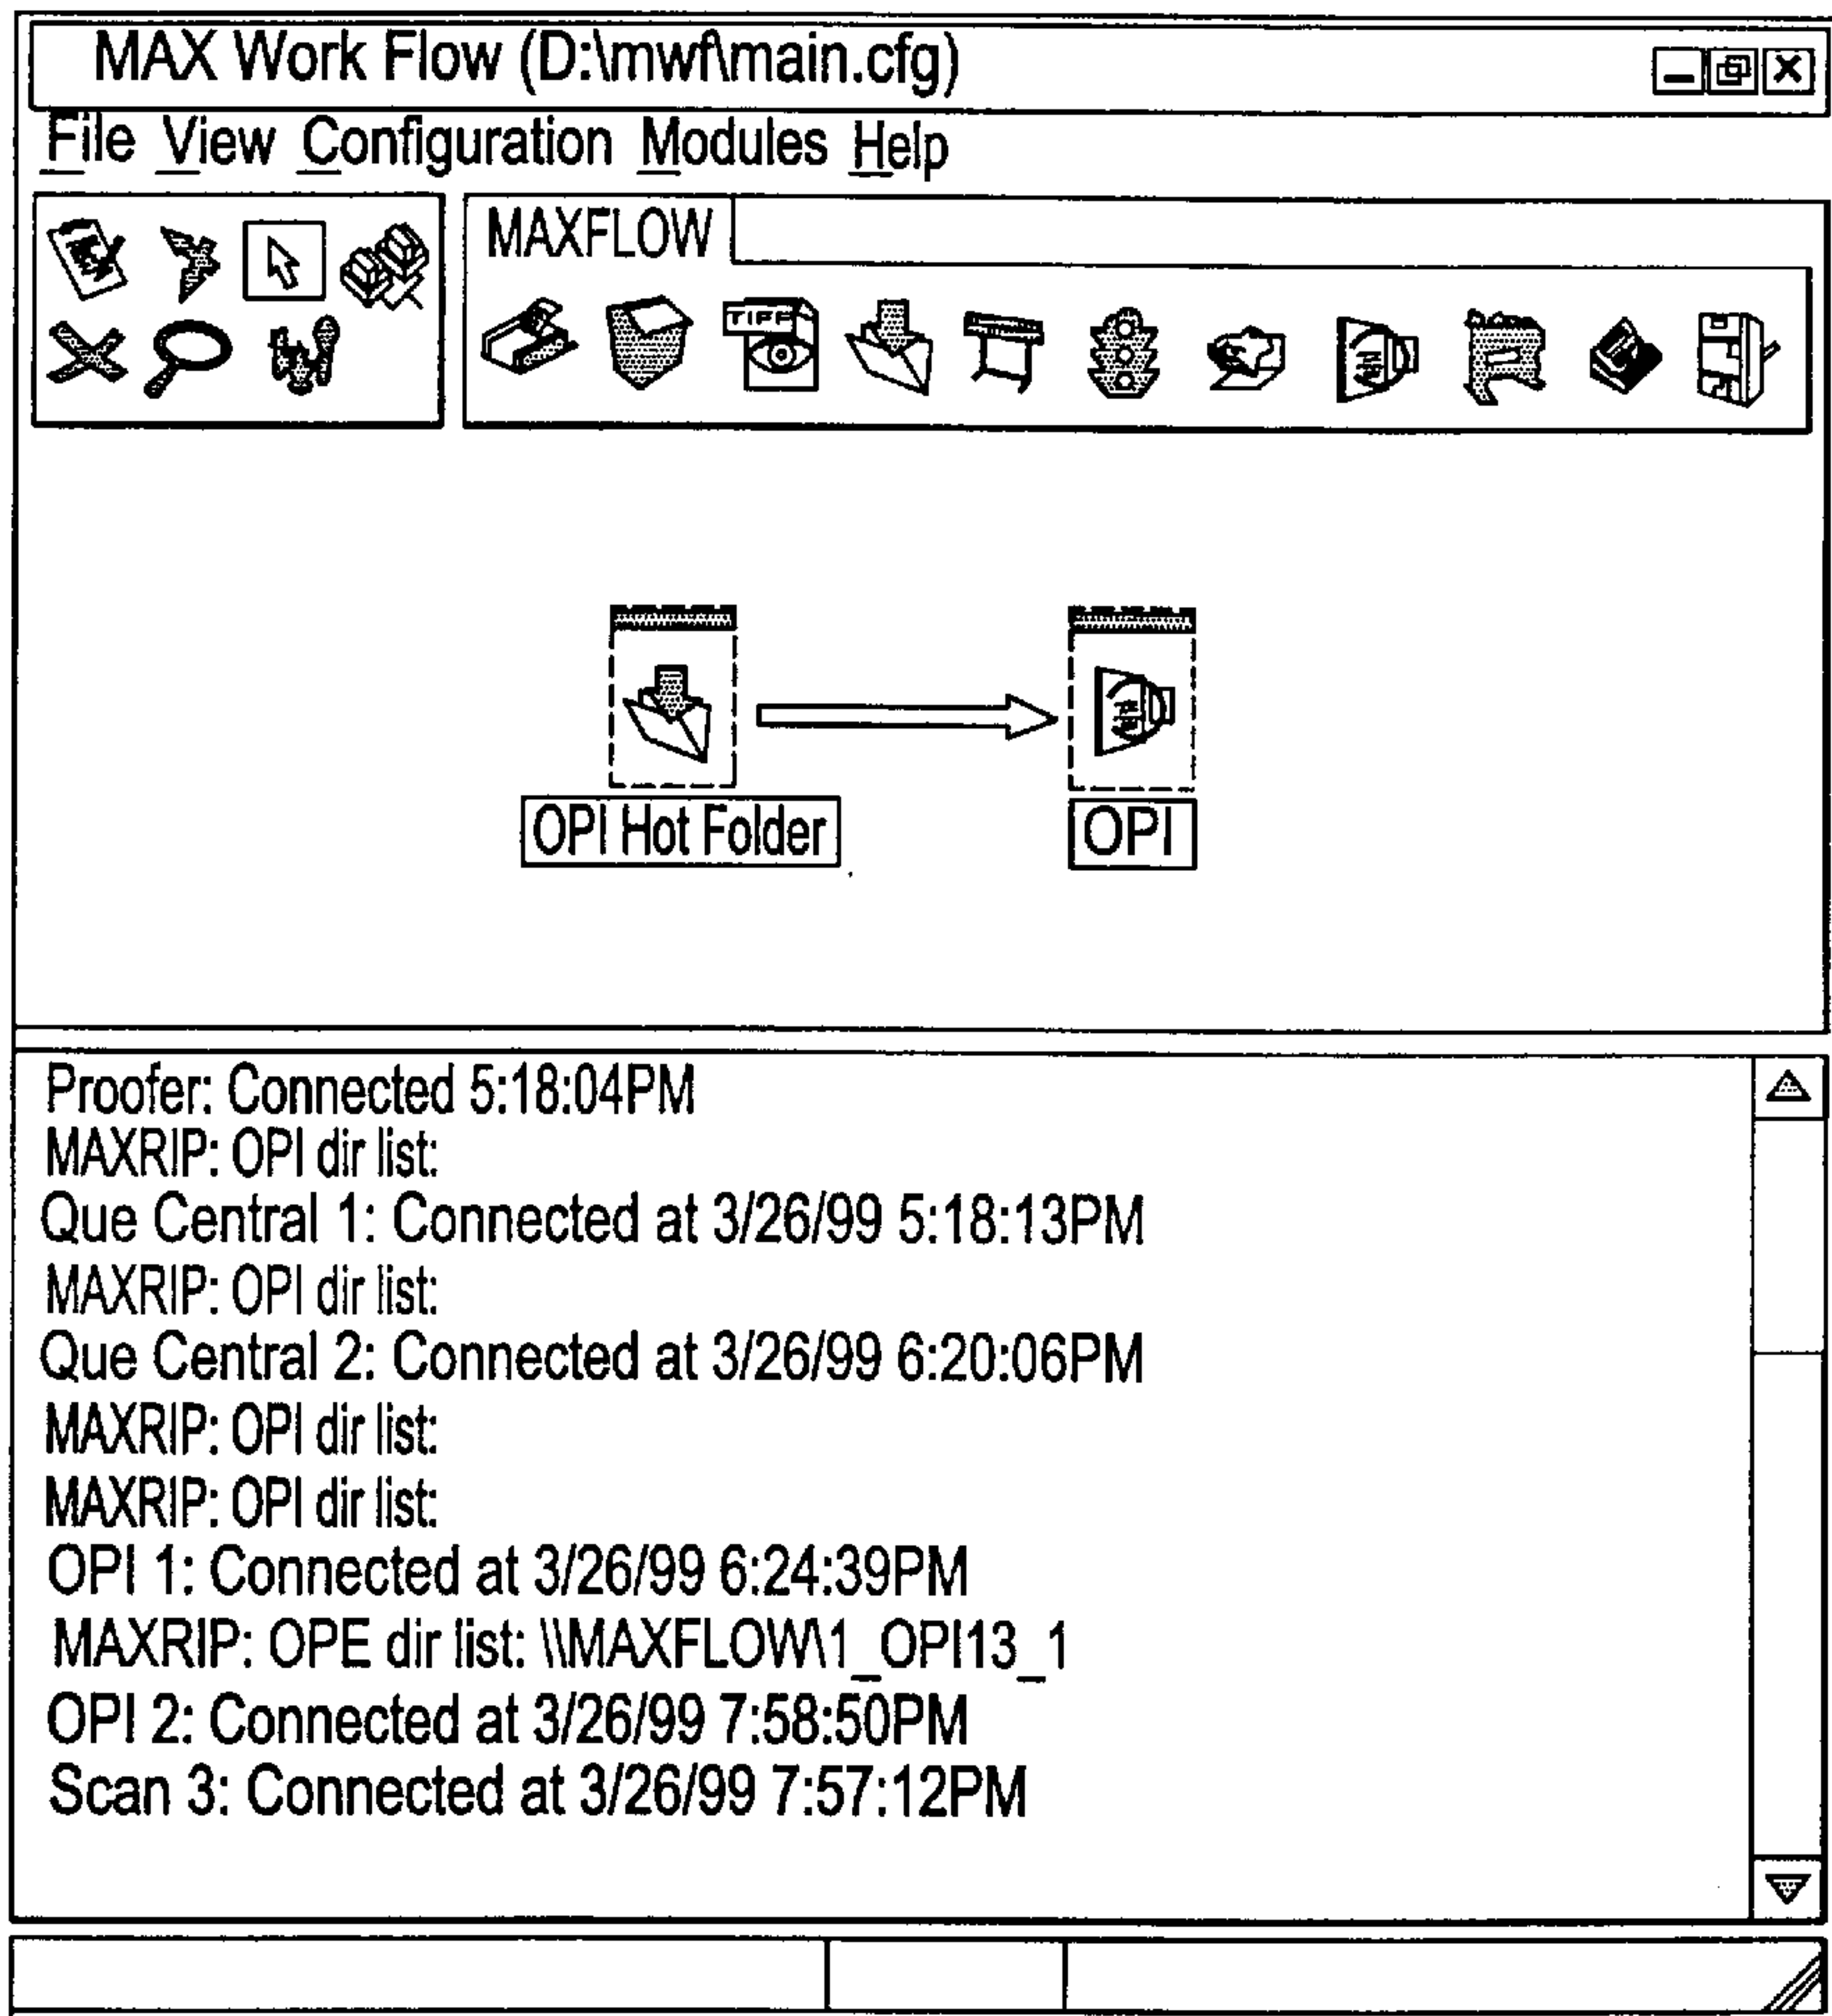 MAX Work Flow (D:\mwf\main.cfg)
File View Configuration Modules Help
MAXFLOW
TIFF
OPI Hot Folder
OPI
Proofer: Connected 5:18:04PM
MAXRIP: OPI dir list:
Que Central 1: Connected at 3/26/99 5:18:13PM
MAXRIP: OPI dir list:
Que Central 2: Connected at 3/26/99 6:20:06PM
MAXRIP: OPI dir list:
MAXRIP: OPI dir list:
OPI 1: Connected at 3/26/99 6:24:39PM
MAXRIP: OPE dir list: \\MAXFLOW\1_OPI13_1
OPI 2: Connected at 3/26/99 7:58:50PM
Scan 3: Connected at 3/26/99 7:57:12PM